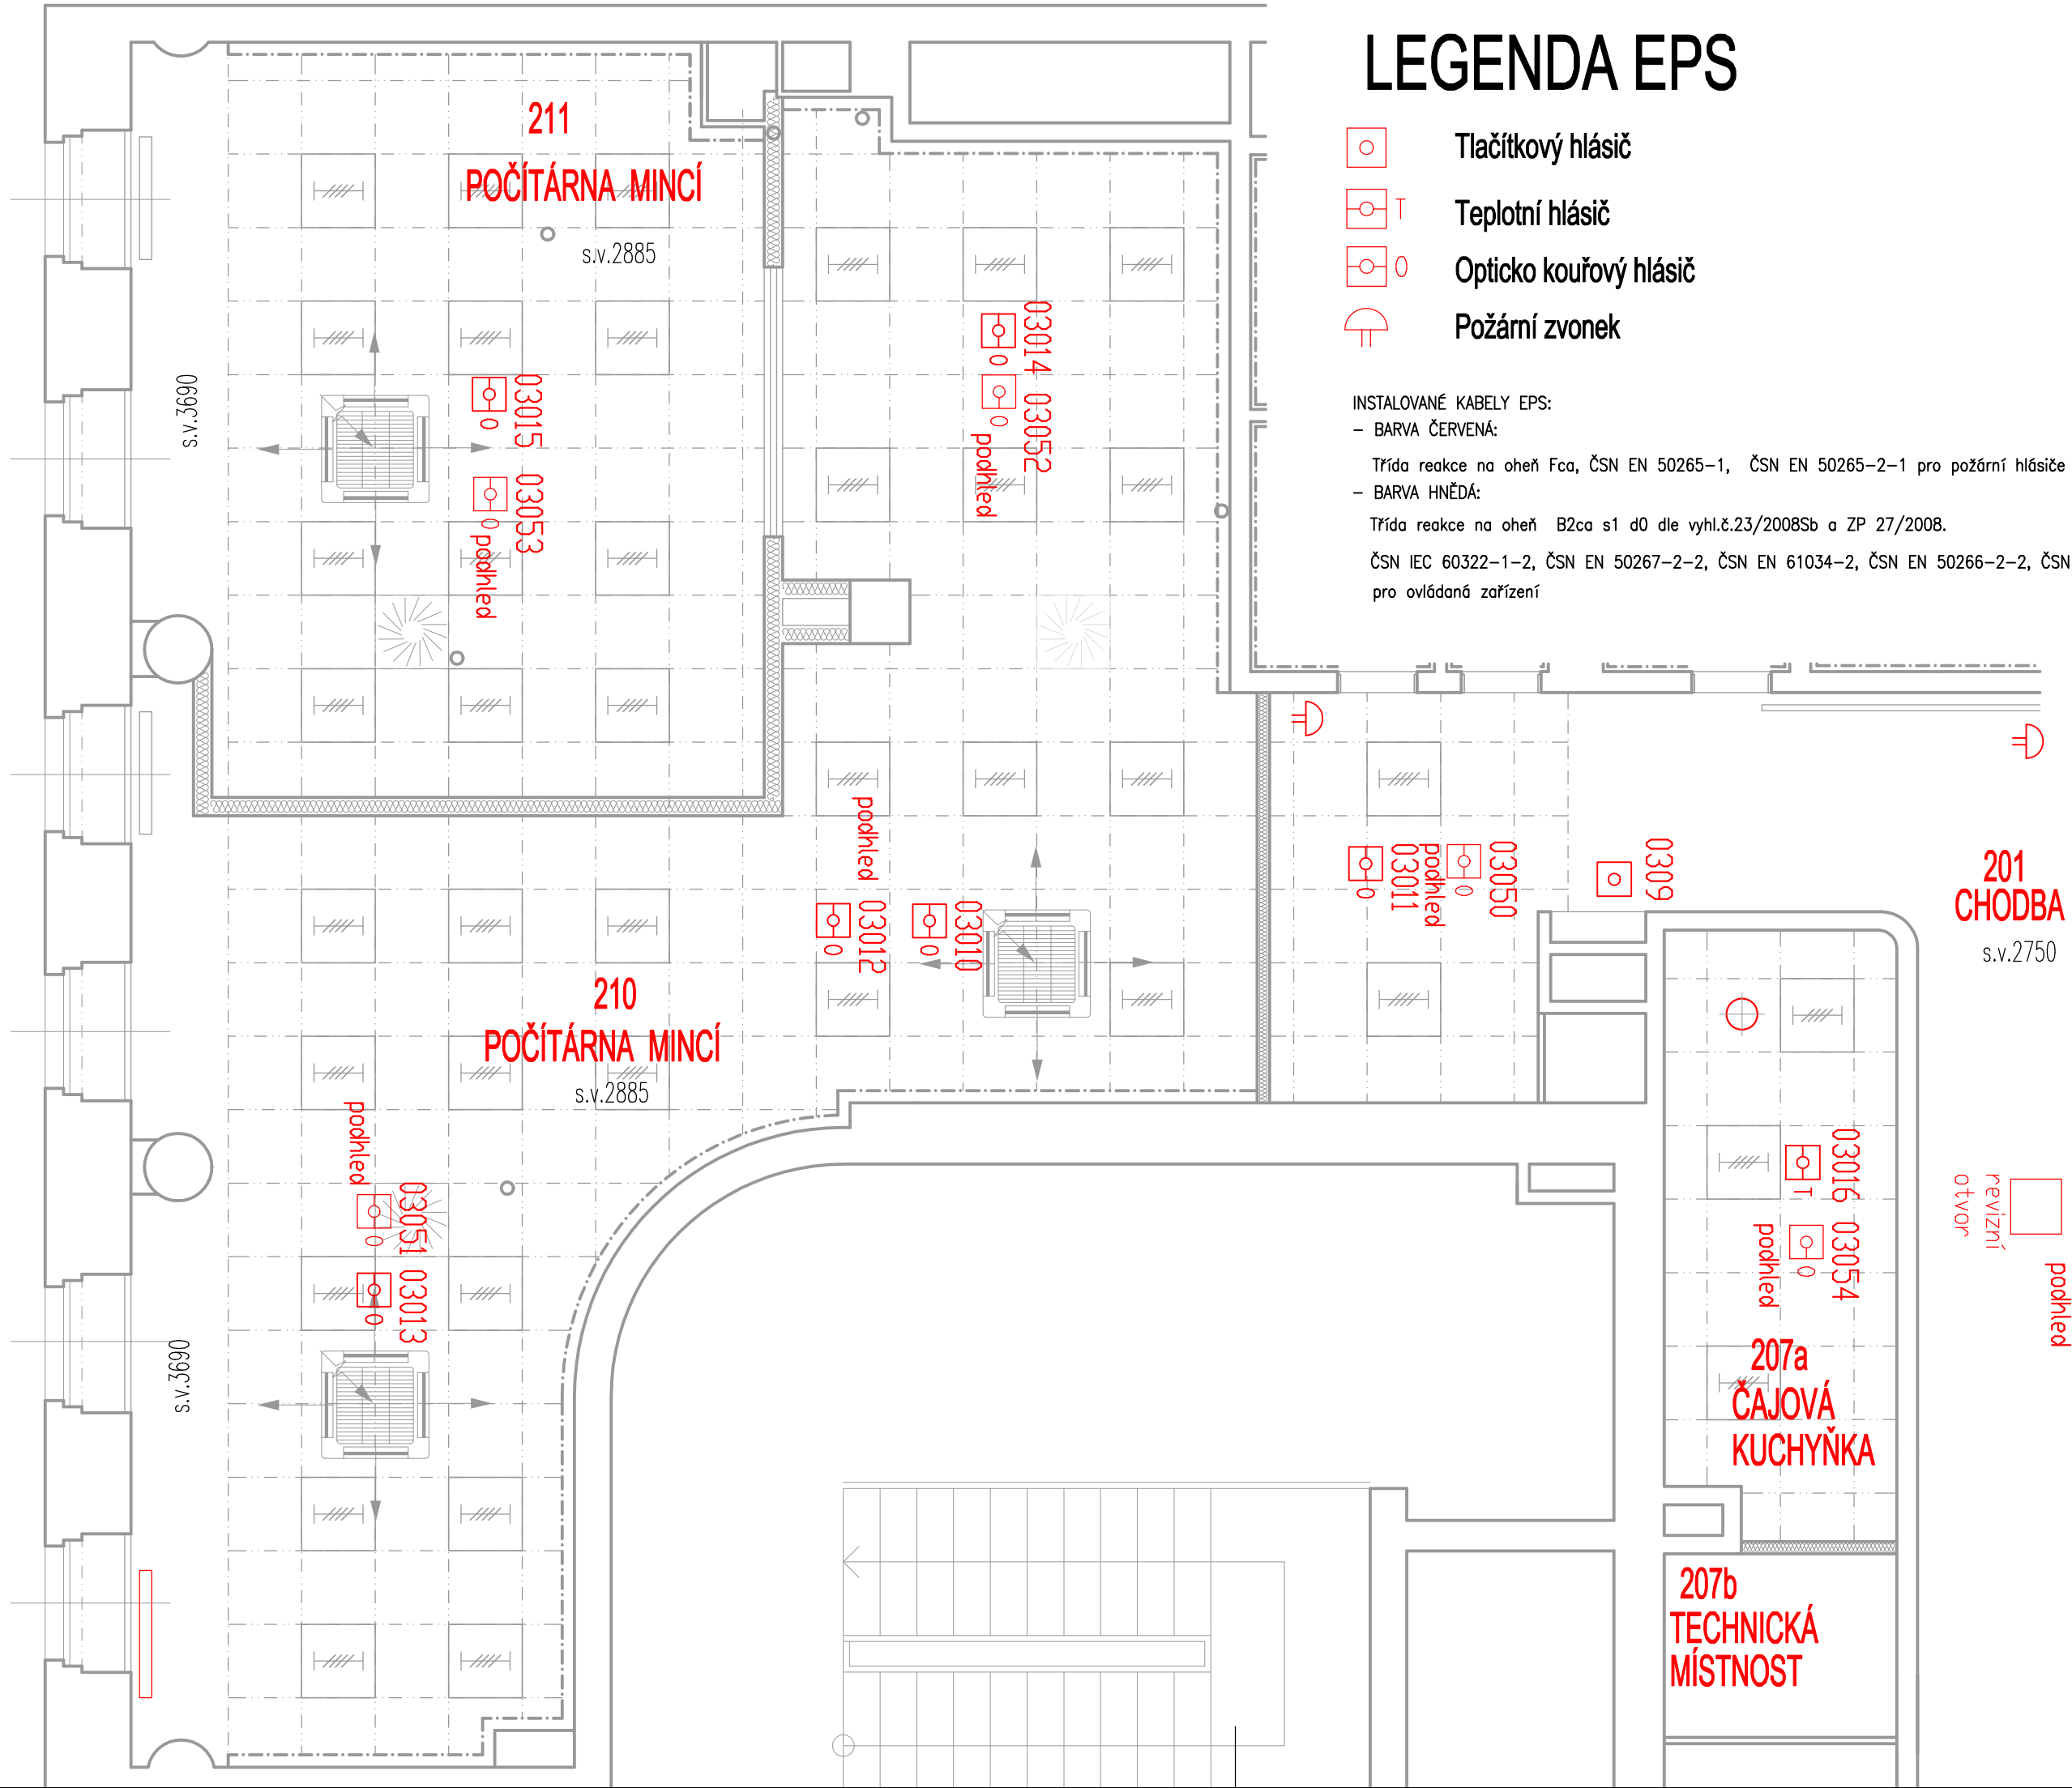 LEGENDA EPS
Tlačítkový hlásič
T
Teplotní hlásič
O
Opticko kouřový hlásič
Požární zvonek
INSTALOVANÉ KABELY EPS:
– BARVA ČERVENÁ:
Třída reakce na oheň Fca, ČSN EN 50265–1, ČSN EN 50265–2–1 pro požární hlásiče
– BARVA HNĚDÁ:
Třída reakce na oheň B2ca s1 d0 dle vyhl.č.23/2008Sb a ZP 27/2008.
ČSN IEC 60322–1–2, ČSN EN 50267–2–2, ČSN EN 61034–2, ČSN EN 50266–2–2, ČSN
pro ovládaná zařízení
211
POČÍTÁRNA MINCÍ
s.v.2885
s.v.3690
03015
O
03053
O
podhled
03014
O
03052
O
podhled
podhled
03012
O
03010
O
03011
O
podhled
03050
O
0309
201
CHODBA
s.v.2750
210
POČÍTÁRNA MINCÍ
s.v.2885
podhled
03051
O
03013
O
s.v.3690
03016
T
03054
O
podhled
revizní
otvor
podhled
207a
ČAJOVÁ
KUCHYŇKA
207b
TECHNICKÁ
MÍSTNOST